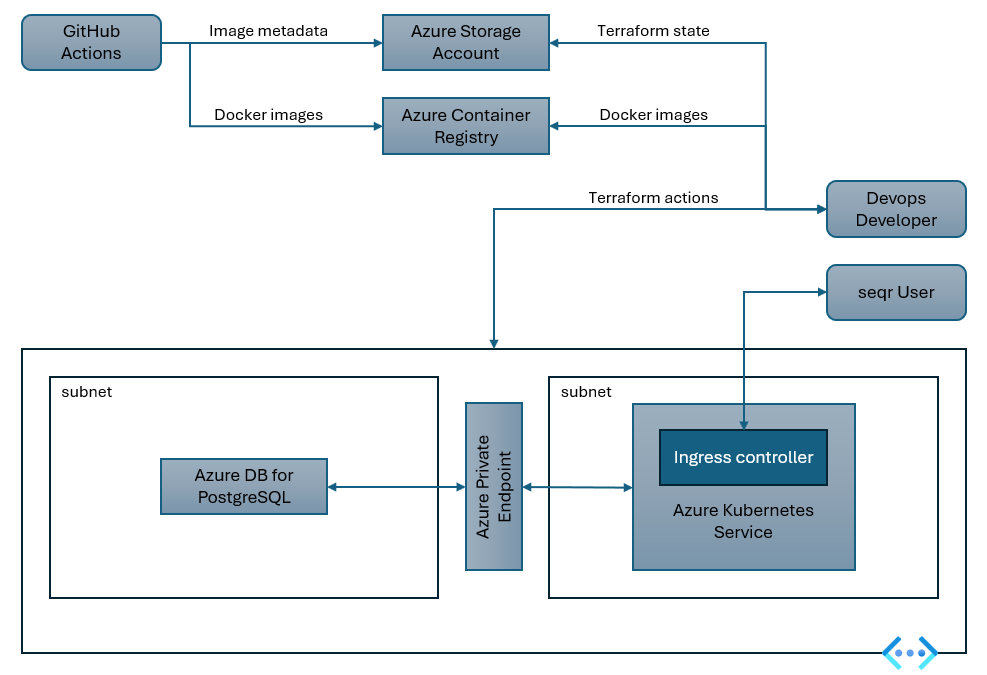 GitHub
Actions
Image metadata
Azure Storage
Account
Terraform state
Docker images
Azure Container
Registry
Docker images
Terraform actions
Devops
Developer
seqr User
subnet
subnet
Azure DB for
PostgreSQL
Azure Private
Endpoint
Ingress controller
Azure Kubernetes
Service